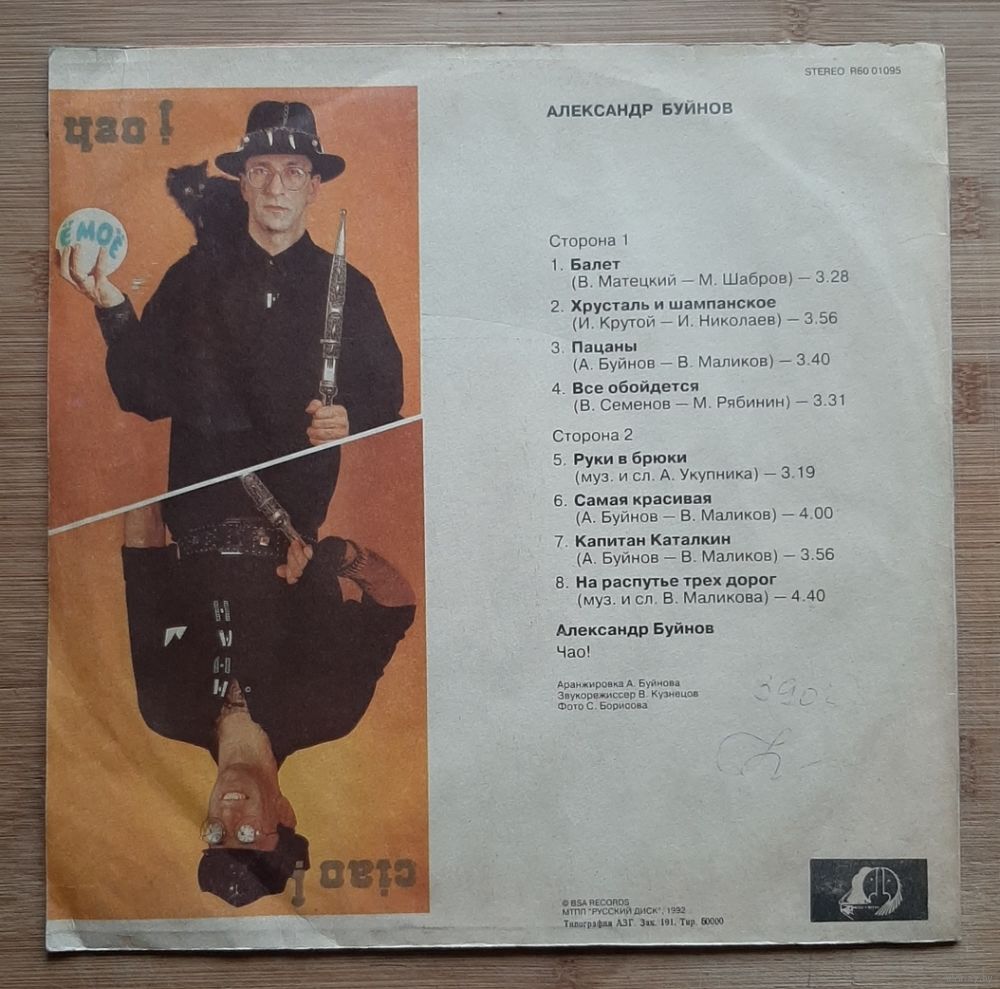 STEREO R60 01095
АЛЕКСАНДР БУЙНОВ
чао!
Ё МОЁ
Сторона 1
1. Балет
(В. Матецкий — М. Шабров) — 3.28
2. Хрусталь и шампанское
(И. Крутой — И. Николаев) — 3.56
3. Пацаны
(А. Буйнов — В. Маликов) — 3.40
4. Все обойдется
(В. Семенов — М. Рябинин) — 3.31
Сторона 2
5. Руки в брюки
(муз. и сл. А. Укупника) — 3.19
6. Самая красивая
(А. Буйнов — В. Маликов) — 4.00
7. Капитан Каталкин
(А. Буйнов — В. Маликов) — 3.56
8. На распутье трех дорог
(муз. и сл. В. Маликова) — 4.40
Александр Буйнов
Чао!
Аранжировка А. Буйнова
Звукорежиссер В. Кузнецов
Фото С. Борисова
ciao!
© BSA RECORDS
МТПП "РУССКИЙ ДИСК", 1992
Типография АЗГ. Зак. 191. Тир. 60000